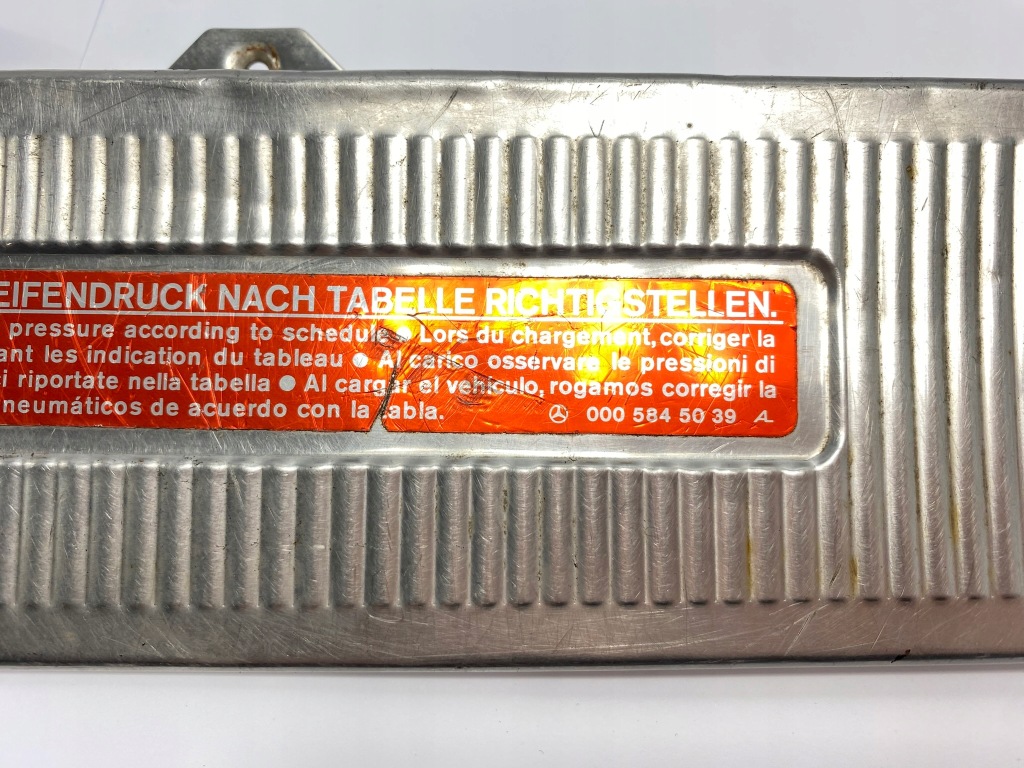 EIFENDRUCK NACH TABELLE RICHTIG STELLEN.
pressure according to schedule ● Lors du chargement, corriger la
ant les indication du tableau ● Al carico osservare le pressioni di
i riportate nella tabella ● Al cargar el vehículo, rogamos corregir la
neumáticos de acuerdo con la tabla.
000 584 50 39 A